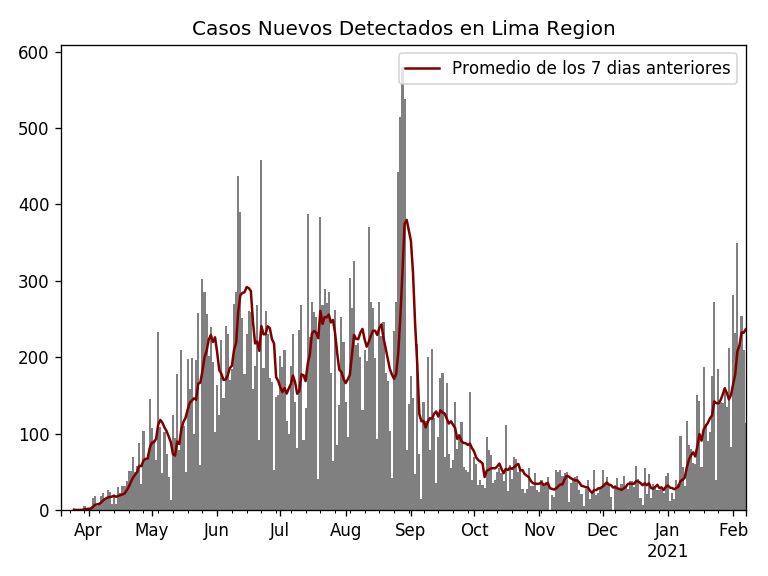 Casos Nuevos Detectados en Lima Region
Promedio de los 7 dias anteriores
600
500
400
300
200
100
0
Apr May Jun Jul Aug Sep Oct Nov Dec Jan Feb
2021